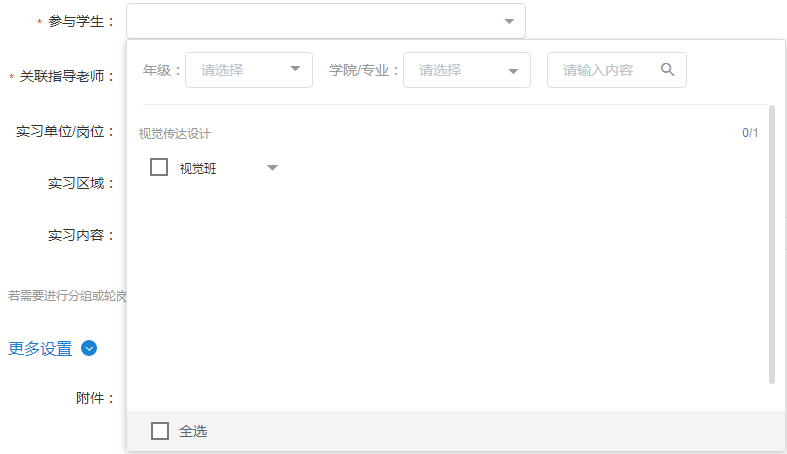 * 参与学生：
年级：请选择 学院/专业：请选择 请输入内容
* 关联指导老师：
视觉传达设计 0/1
实习单位/岗位：
视觉班
实习区域：
实习内容：
若需要进行分组或轮岗
更多设置
附件：
全选